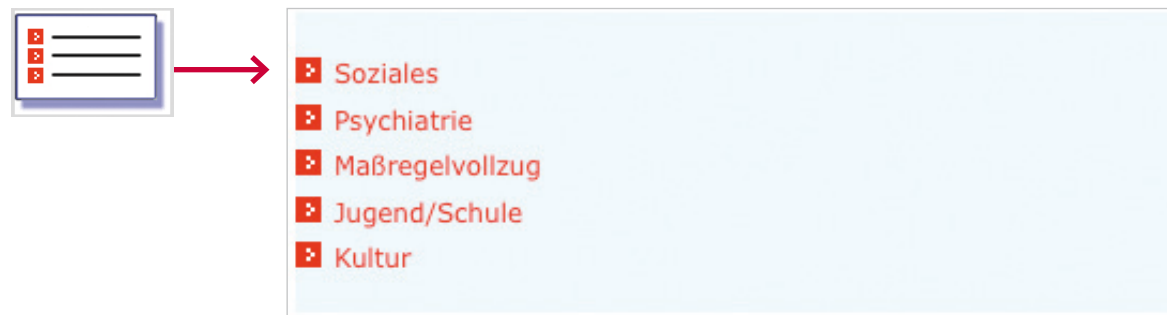 Soziales
Psychiatrie
Maßregelvollzug
Jugend/Schule
Kultur